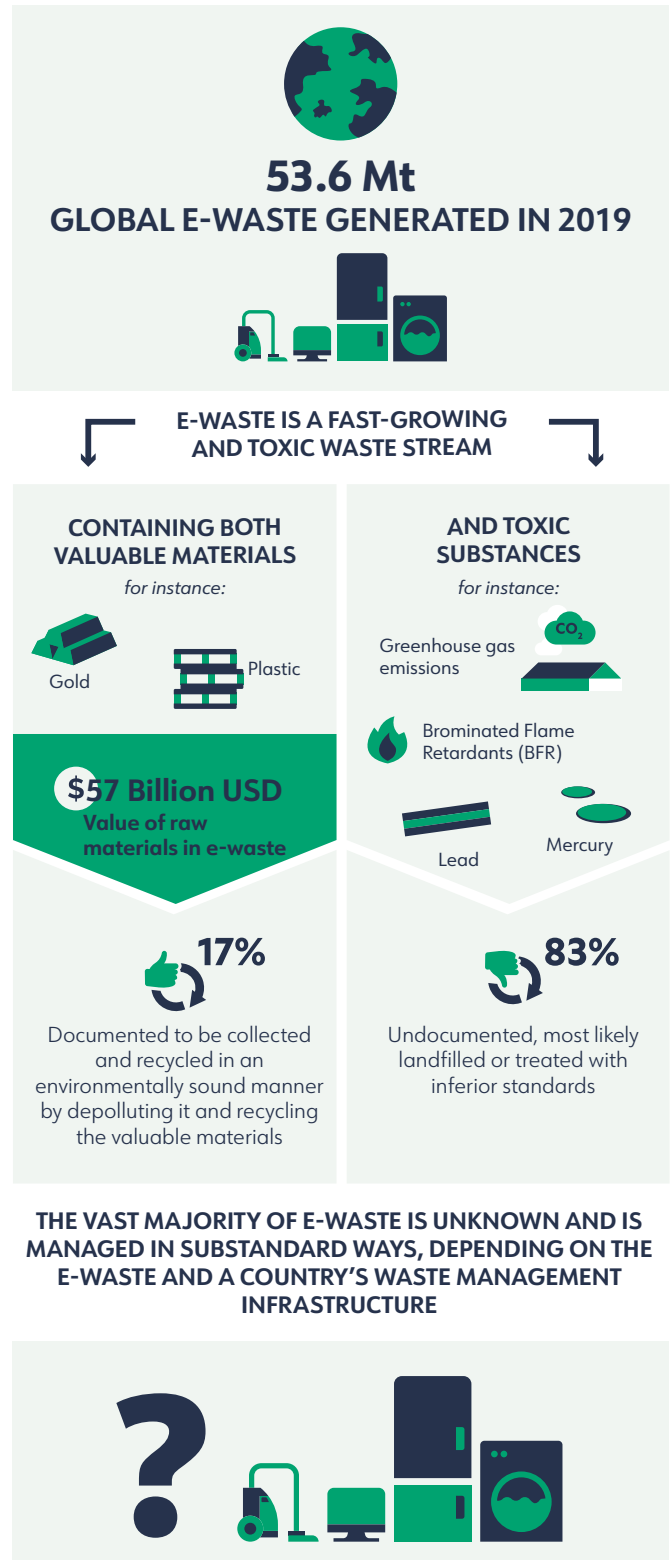 53.6 Mt
GLOBAL E-WASTE GENERATED IN 2019
E-WASTE IS A FAST-GROWING
AND TOXIC WASTE STREAM
CONTAINING BOTH
VALUABLE MATERIALS
for instance:
Gold
Plastic
$57 Billion USD
Value of raw
materials in e-waste
17%
Documented to be collected
and recycled in an
environmentally sound manner
by depolluting it and recycling
the valuable materials
AND TOXIC
SUBSTANCES
for instance:
Greenhouse gas
emissions
CO₂
Brominated Flame
Retardants (BFR)
Lead
Mercury
83%
Undocumented, most likely
landfilled or treated with
inferior standards
THE VAST MAJORITY OF E-WASTE IS UNKNOWN AND IS
MANAGED IN SUBSTANDARD WAYS, DEPENDING ON THE
E-WASTE AND A COUNTRY'S WASTE MANAGEMENT
INFRASTRUCTURE
?